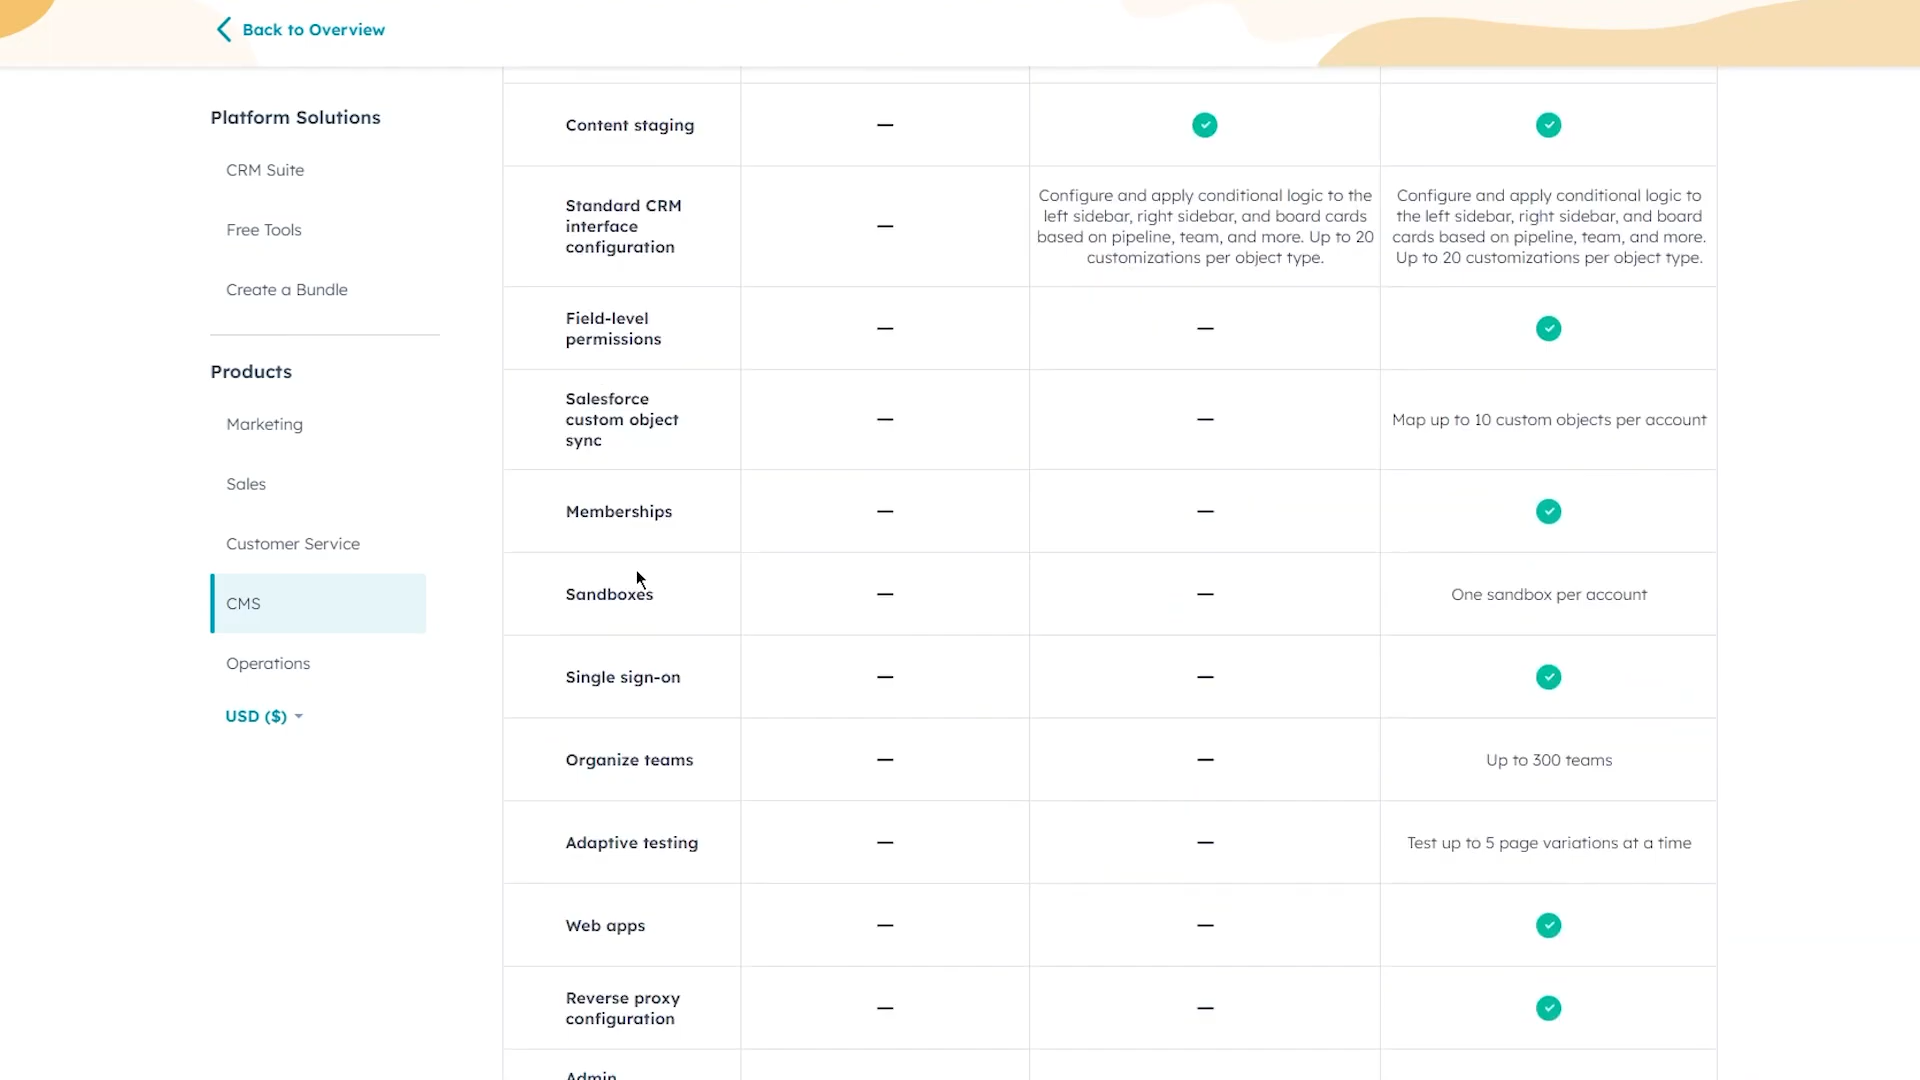 Back to Overview
Platform Solutions
CRM Suite
Free Tools
Create a Bundle
Products
Marketing
Sales
Customer Service
CMS
Operations
USD ($)
Content staging
—
Standard CRM
interface
configuration
—
Configure and apply conditional logic to the
left sidebar, right sidebar, and board cards
based on pipeline, team, and more. Up to 20
customizations per object type.
Configure and apply conditional logic to
the left sidebar, right sidebar, and board
cards based on pipeline, team, and more.
Up to 20 customizations per object type.
Field-level
permissions
—
—
Salesforce
custom object
sync
—
—
Map up to 10 custom objects per account
Memberships
—
—
Sandboxes
—
—
One sandbox per account
Single sign-on
—
—
Organize teams
—
—
Up to 300 teams
Adaptive testing
—
—
Test up to 5 page variations at a time
Web apps
—
—
Reverse proxy
configuration
—
—
Admin